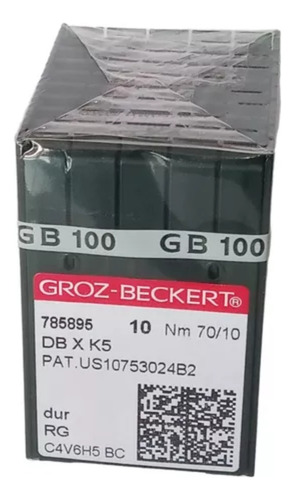 GB 100 GB 100
GROZ-BECKERT®
785895 10 Nm 70/10
DB X K5
PAT.US10753024B2
dur
RG
C4V6H5 BC